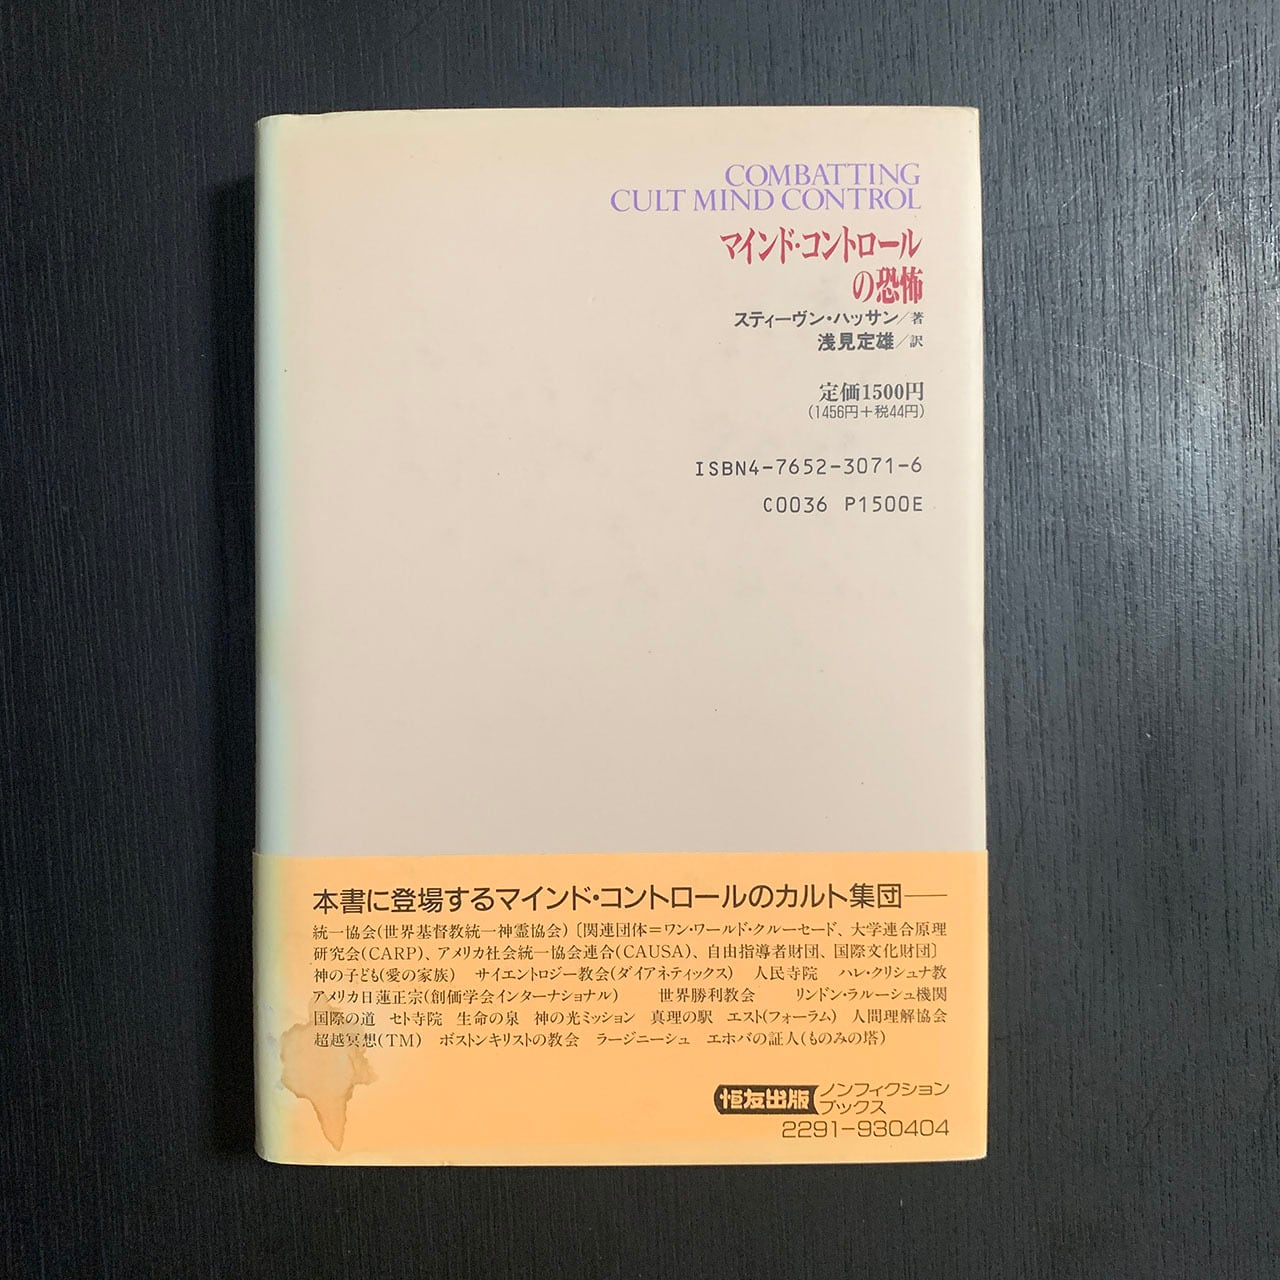 COMBATTING
CULT MIND CONTROL
マインド・コントロール
の恐怖
スティーヴン・ハッサン／著
浅見定雄／訳
定価1500円
(1456円＋税44円)
ISBN4-7652-3071-6
C0036 P1500E
本書に登場するマインド・コントロールのカルト集団――
統一協会(世界基督教統一神霊協会)〔関連団体＝ワン・ワールド・クルーセード、大学連合原理
研究会(CARP)、アメリカ社会統一協会連合(CAUSA)、自由指導者財団、国際文化財団〕
神の子ども(愛の家族)　サイエントロジー教会(ダイアネティックス)　人民寺院　ハレ・クリシュナ教
アメリカ日蓮正宗(創価学会インターナショナル)　世界勝利教会　リンドン・ラルーシュ機関
国際の道　セト寺院　生命の泉　神の光ミッション　真理の駅　エスト(フォーラム)　人間理解協会
超越冥想(TM)　ボストンキリストの教会　ラージニーシュ　エホバの証人(ものみの塔)
恒友出版 ノンフィクション
ブックス
2291-930404